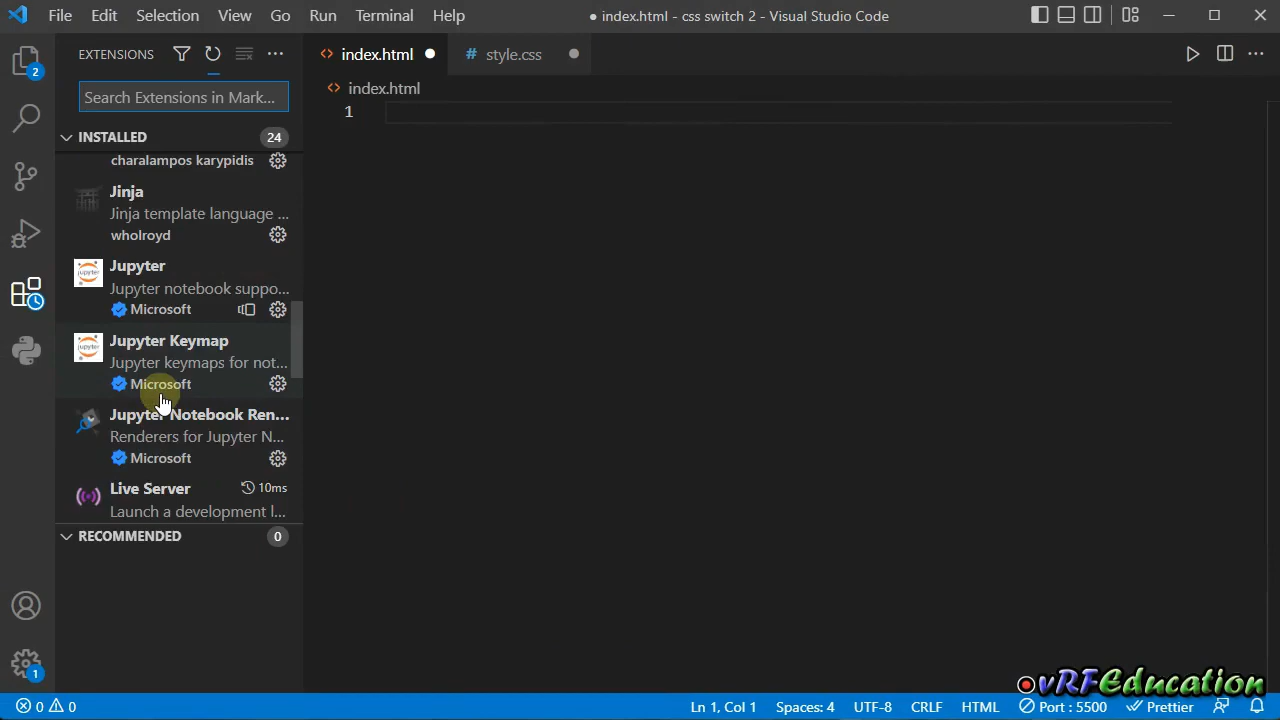 File Edit Selection View Go Run Terminal Help
● index.html - css switch 2 - Visual Studio Code
EXTENSIONS
Search Extensions in Mark...
INSTALLED 24
charalampos karypidis
Jinja
Jinja template language ...
wholroyd
Jupyter
Jupyter notebook suppo...
Microsoft
Jupyter Keymap
Jupyter keymaps for not...
Microsoft
Jupyter Notebook Ren...
Renderers for Jupyter N...
Microsoft
Live Server 10ms
Launch a development l...
RECOMMENDED 0
2
1
index.html
# style.css
index.html
1
vRFEducation
0 0
Ln 1, Col 1 Spaces: 4 UTF-8 CRLF HTML Port : 5500 Prettier